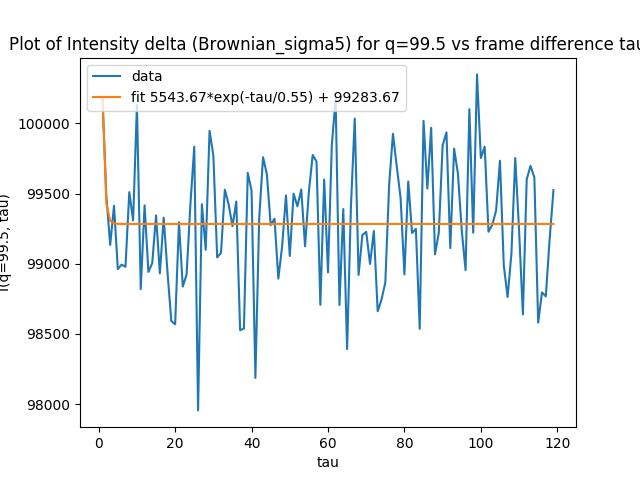 Plot of Intensity delta (Brownian_sigma5) for q=99.5 vs frame difference tau
data
fit 5543.67*exp(-tau/0.55) + 99283.67
100000
99500
99000
98500
98000
I(q=99.5, tau)
0 20 40 60 80 100 120
tau